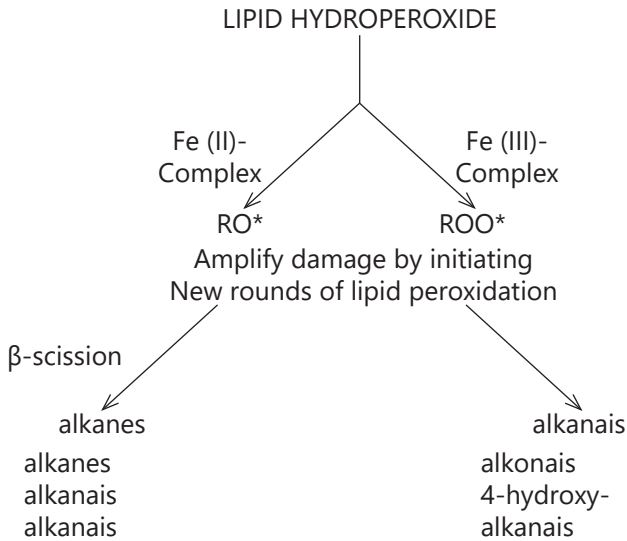 LIPID HYDROPEROXIDE
Fe (II)-
Complex
Fe (III)-
Complex
RO*
ROO*
Amplify damage by initiating
New rounds of lipid peroxidation
β-scission
alkanes
alkanais
alkanes
alkanais
alkanais
alkonais
4-hydroxy-
alkanais